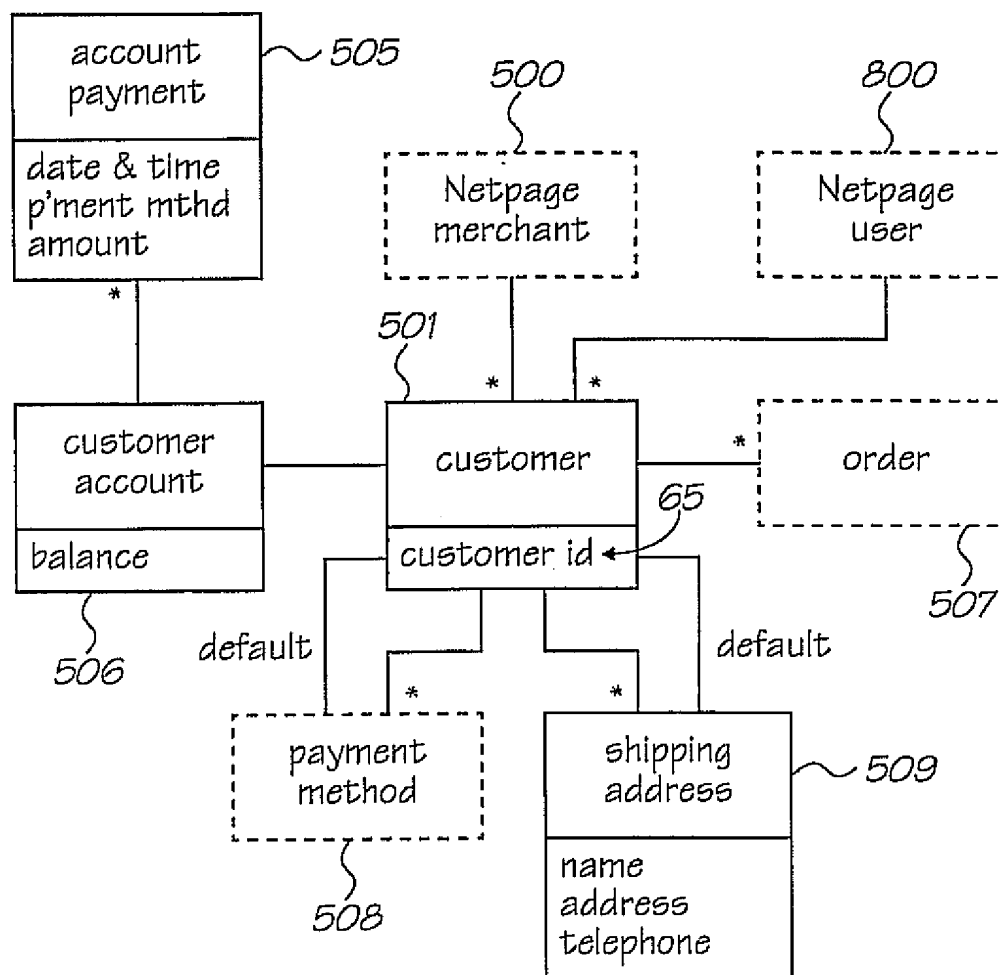 account
payment
505
date & time
p'ment mthd
amount
*
500
Netpage
merchant
800
Netpage
user
501
*
*
customer
account
balance
506
customer
customer id
65
*
order
507
default
*
*
default
payment
method
508
shipping
address
509
name
address
telephone